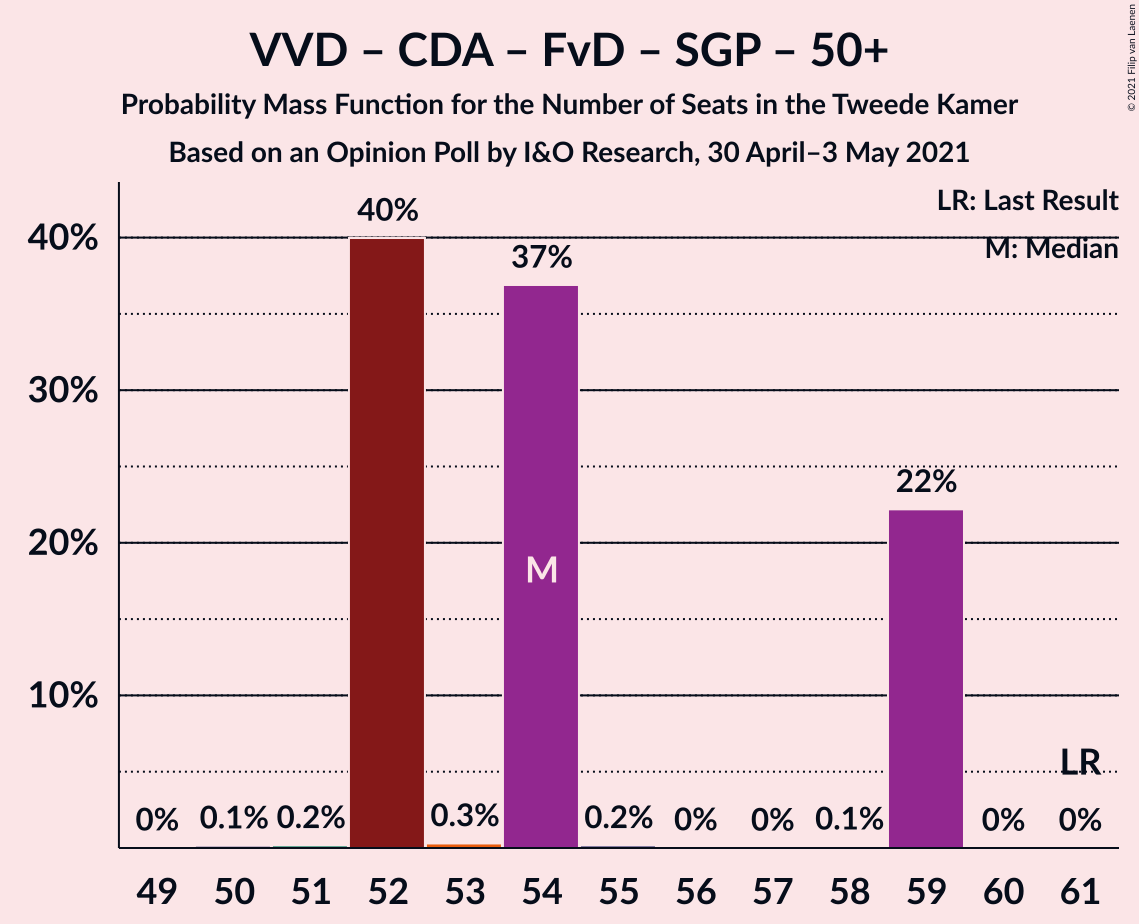 VVD – CDA – FvD – SGP – 50+
Probability Mass Function for the Number of Seats in the Tweede Kamer
Based on an Opinion Poll by I&O Research, 30 April–3 May 2021
© 2021 Filip van Laenen
LR: Last Result
M: Median
40%
30%
20%
10%
40%
37%
22%
M
LR
0% 0.1% 0.2% 0.3% 0.2% 0% 0% 0.1% 0% 0%
49 50 51 52 53 54 55 56 57 58 59 60 61